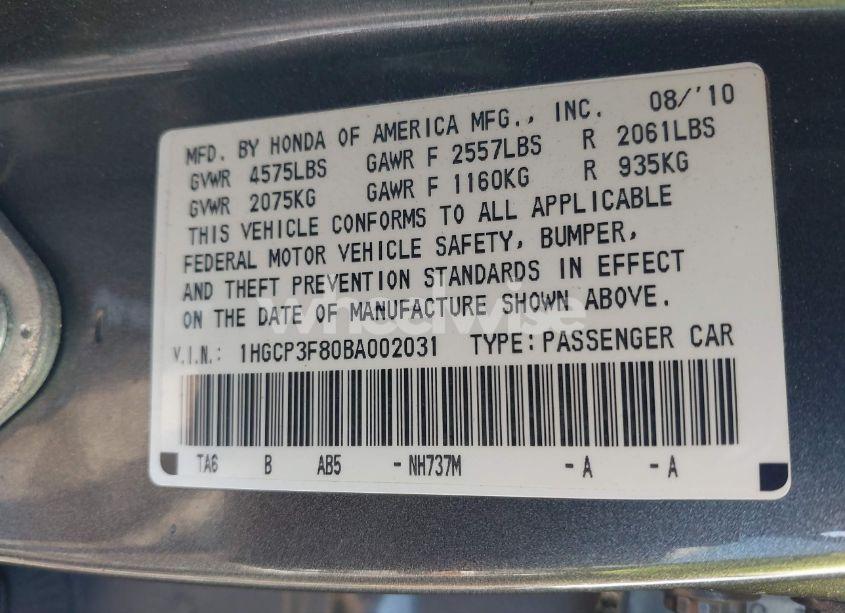 MFD. BY HONDA OF AMERICA MFG., INC. 08/'10
GVWR 4575LBS GAWR F 2557LBS R 2061LBS
GVWR 2075KG GAWR F 1160KG R 935KG
THIS VEHICLE CONFORMS TO ALL APPLICABLE
FEDERAL MOTOR VEHICLE SAFETY, BUMPER,
AND THEFT PREVENTION STANDARDS IN EFFECT
ON THE DATE OF MANUFACTURE SHOWN ABOVE.
wheelwise
V.I.N.: 1HGCP3F80BA002031 TYPE: PASSENGER CAR
TA6 B AB5 -NH737M -A -A